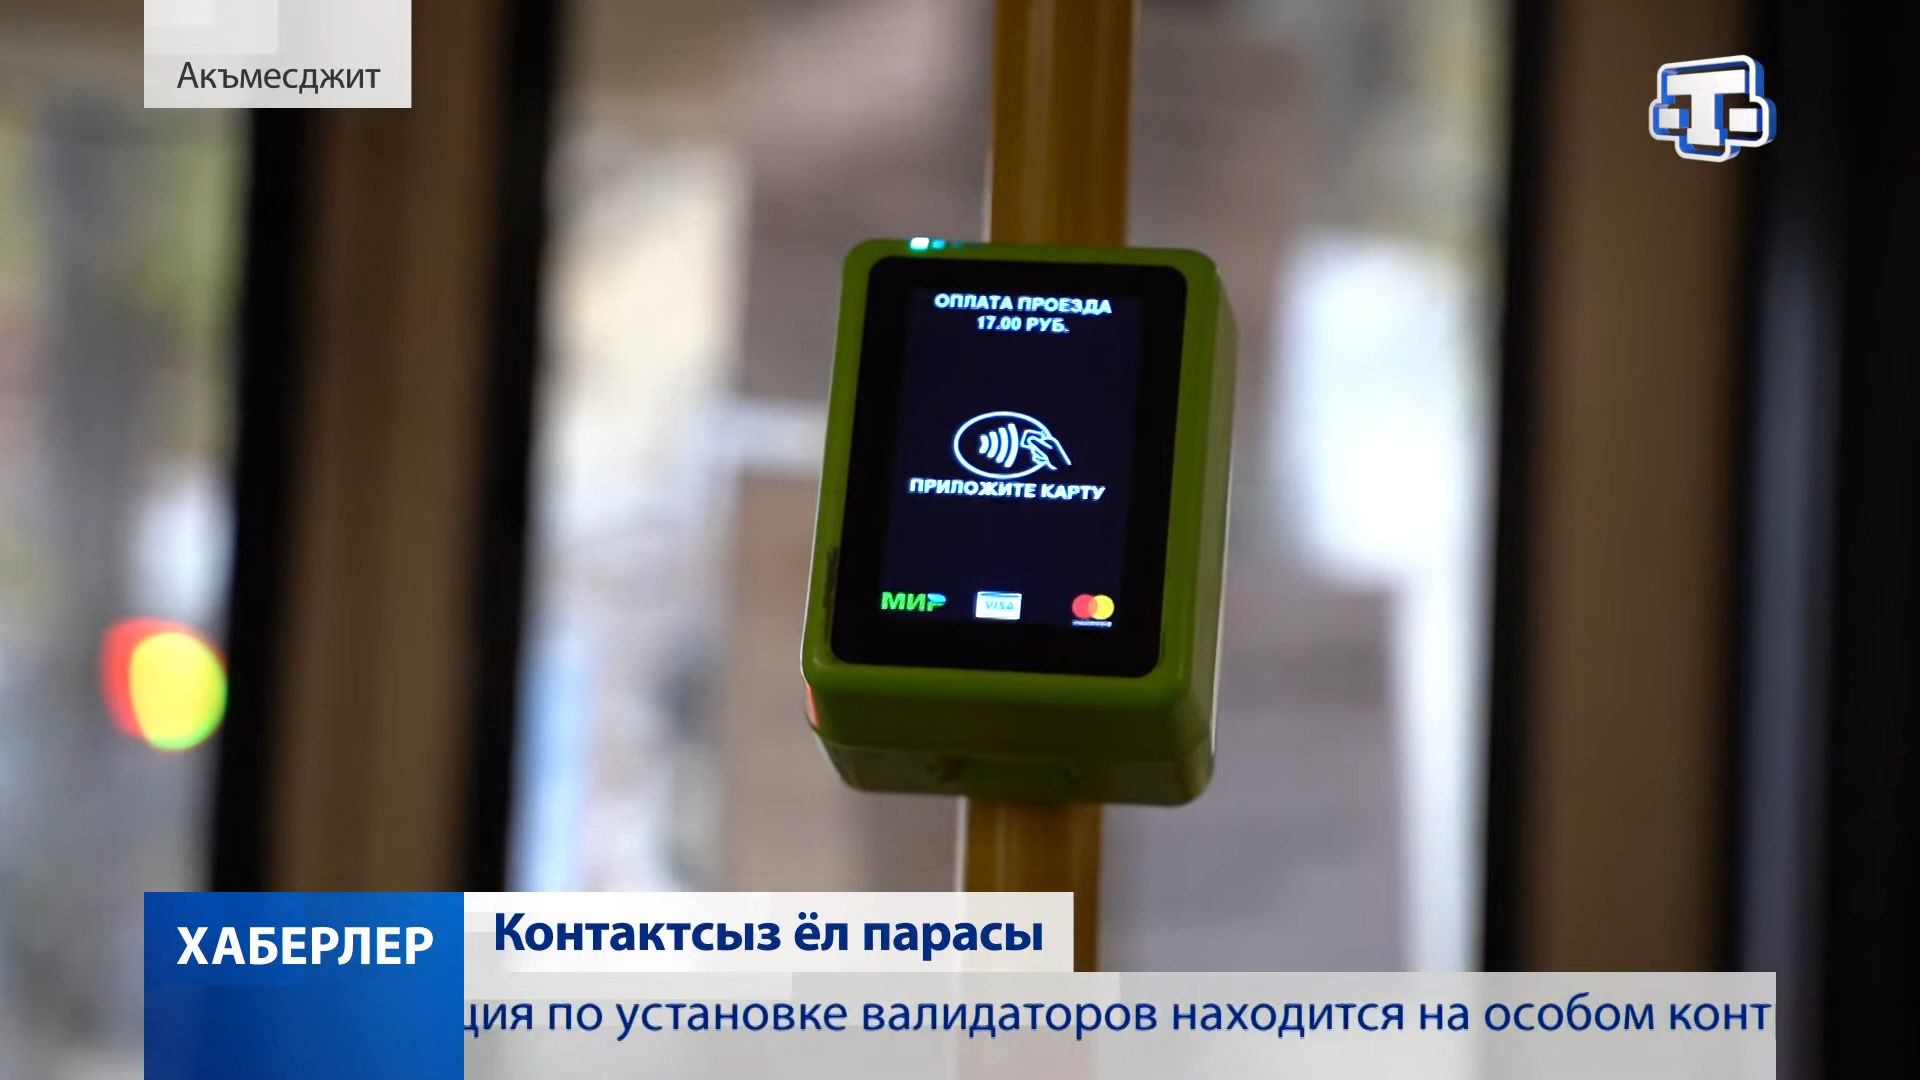 Акъмесджит
Т
ОПЛАТА ПРОЕЗДА
17.00 РУБ.
ПРИЛОЖИТЕ КАРТУ
МИР
VISA
ХАБЕРЛЕР
Контактсыз ёл парасы
ция по установке валидаторов находится на особом конт